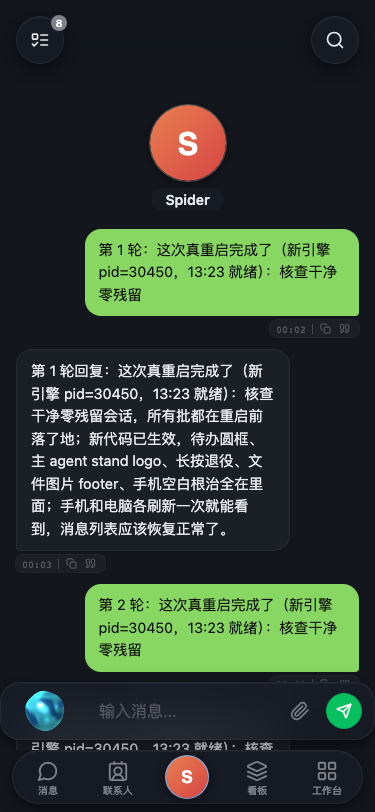 8
S
Spider
第 1 轮：这次真重启完成了（新引擎
pid=30450，13:23 就绪）：核查干净
零残留
00:02
第 1 轮回复：这次真重启完成了（新
引擎 pid=30450，13:23 就绪）：核查
干净零残留会话，所有批都在重启前
落了地；新代码已生效，待办圆框、
主 agent stand logo、长按退役、文
件图片 footer、手机空白根治全在里
面；手机和电脑各刷新一次就能看
到，消息列表应该恢复正常了。
00:03
第 2 轮：这次真重启完成了（新引擎
pid=30450，13:23 就绪）：核查干净
零残留
输入消息...
引擎 pid=30450，13:23 就绪）：核查
消息
联系人
S
看板
工作台